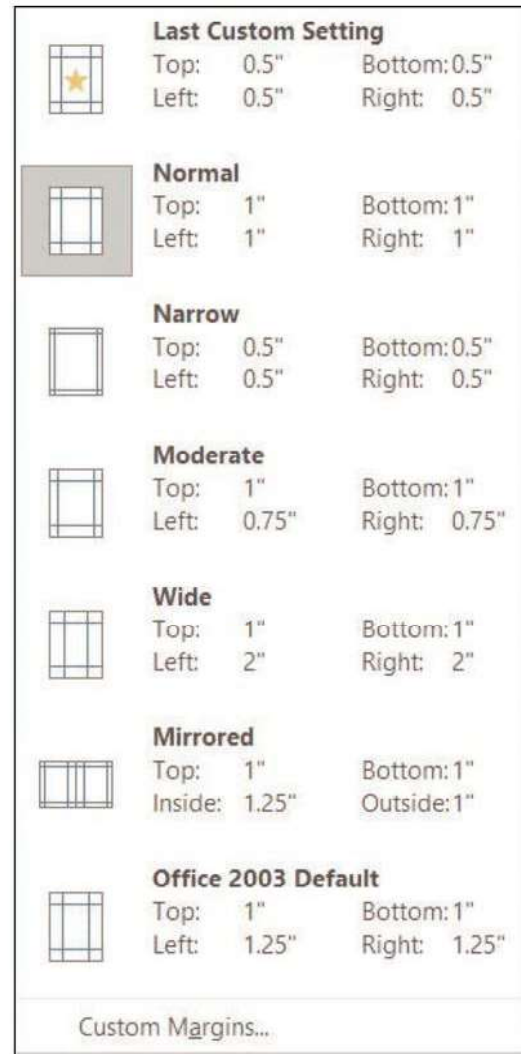 Last Custom Setting
Top: 0.5" Bottom: 0.5"
Left: 0.5" Right: 0.5"
Normal
Top: 1" Bottom: 1"
Left: 1" Right: 1"
Narrow
Top: 0.5" Bottom: 0.5"
Left: 0.5" Right: 0.5"
Moderate
Top: 1" Bottom: 1"
Left: 0.75" Right: 0.75"
Wide
Top: 1" Bottom: 1"
Left: 2" Right: 2"
Mirrored
Top: 1" Bottom: 1"
Inside: 1.25" Outside: 1"
Office 2003 Default
Top: 1" Bottom: 1"
Left: 1.25" Right: 1.25"
Custom Margins...